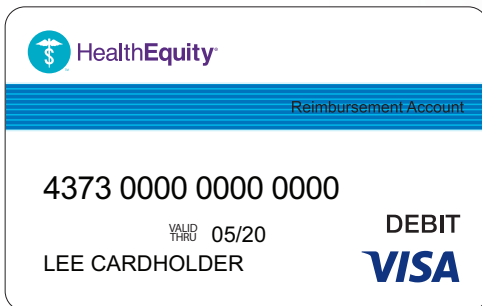 HealthEquity
Reimbursement Account
4373 0000 0000 0000
VALID
THRU 05/20
DEBIT
LEE CARDHOLDER
VISA